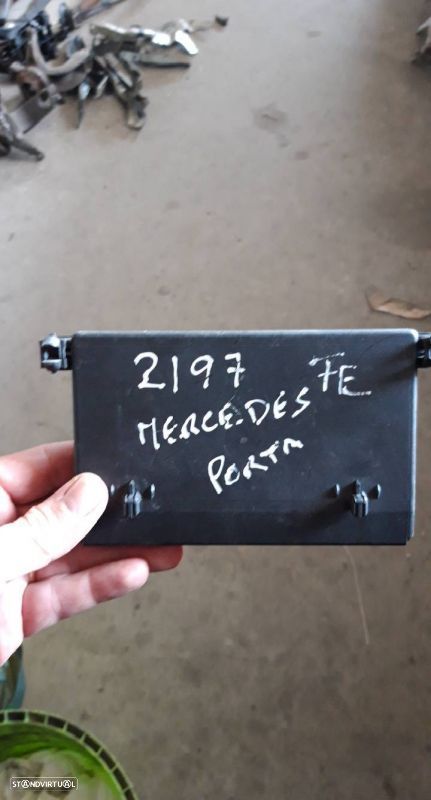 2197 TE
MERCEDES
PORTA
STANDVIRTUAL